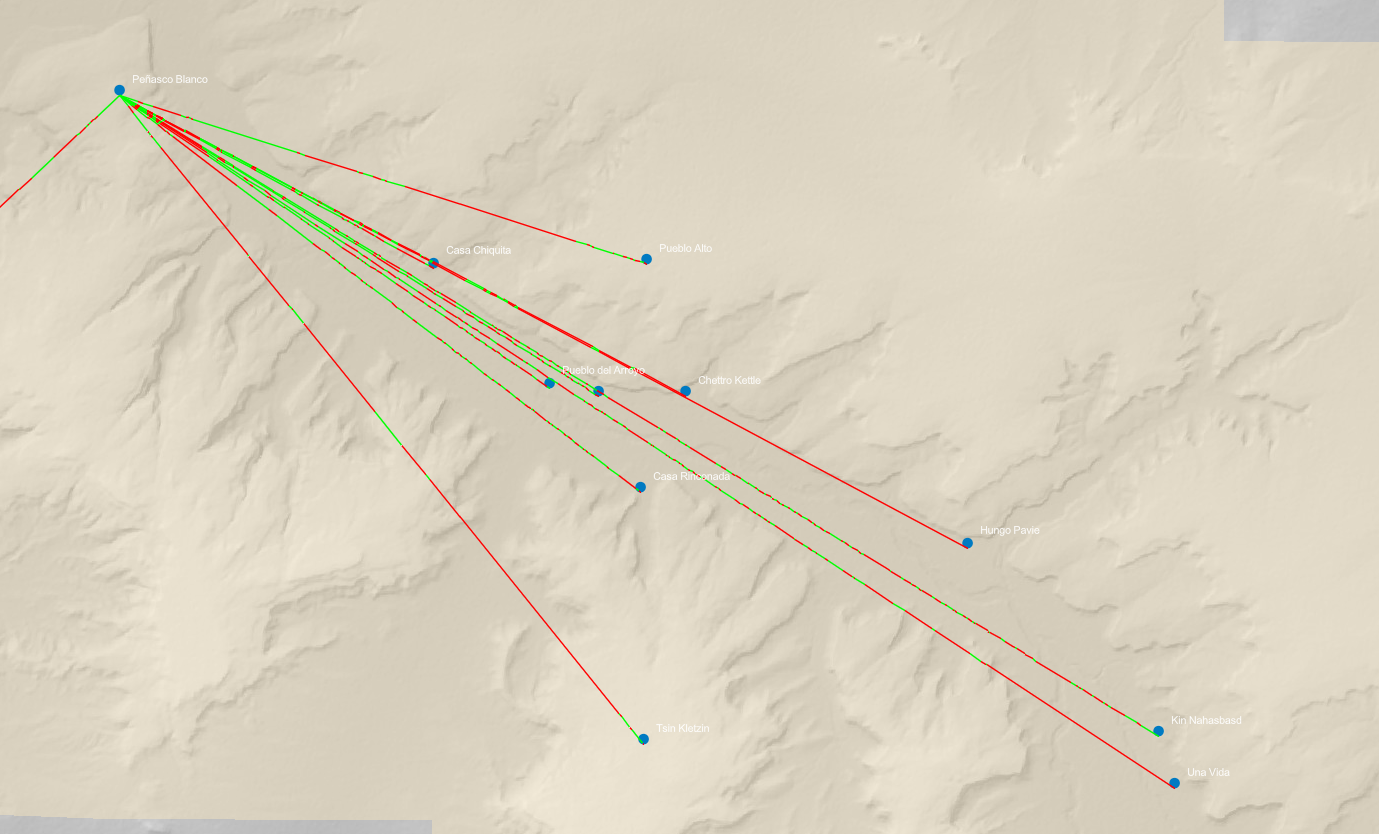 Peñasco Blanco
Pueblo Alto
Casa Chiquita
Pueblo del Arroyo
Chettro Kettle
Casa Rinconada
Hungo Pavie
Kin Nahasbasd
Tsin Kletzin
Una Vida